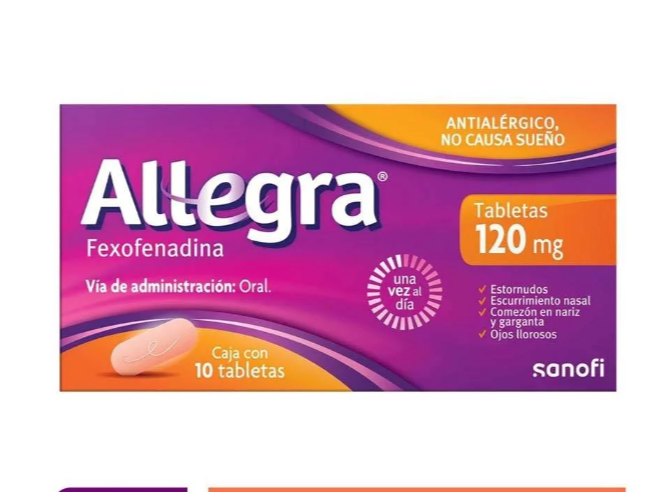 ANTIALÉRGICO,
NO CAUSA SUEÑO
Allegra®
Fexofenadina
Vía de administración: Oral.
Tabletas
120 mg
una
vez al
día
✓ Estornudos
✓ Escurrimiento nasal
✓ Comezón en nariz
y garganta
✓ Ojos llorosos
Caja con
10 tabletas
sanofi